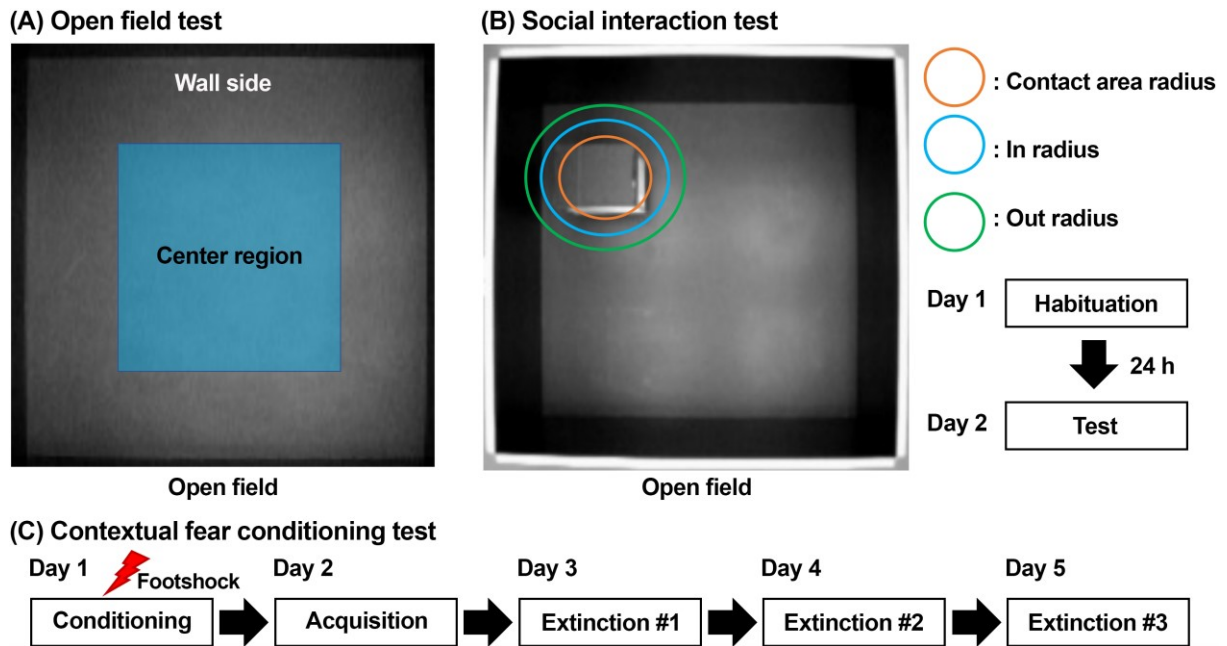 (A) Open field test
Wall side
Center region
Open field
(B) Social interaction test
Open field
: Contact area radius
: In radius
: Out radius
Day 1
Habituation
24 h
Day 2
Test
(C) Contextual fear conditioning test
Day 1
Footshock
Conditioning
Day 2
Acquisition
Day 3
Extinction #1
Day 4
Extinction #2
Day 5
Extinction #3